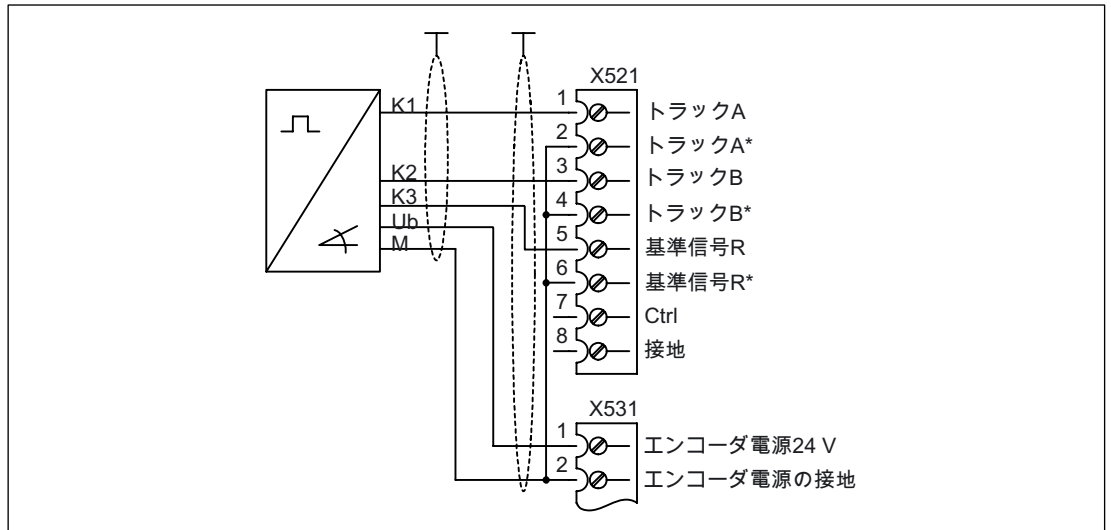 X521
K1
1
トラックA
2
トラックA*
K2
3
トラックB
K3
4
トラックB*
Ub
5
基準信号R
M
6
基準信号R*
7
Ctrl
8
接地
X531
1
エンコーダ電源24 V
2
エンコーダ電源の接地